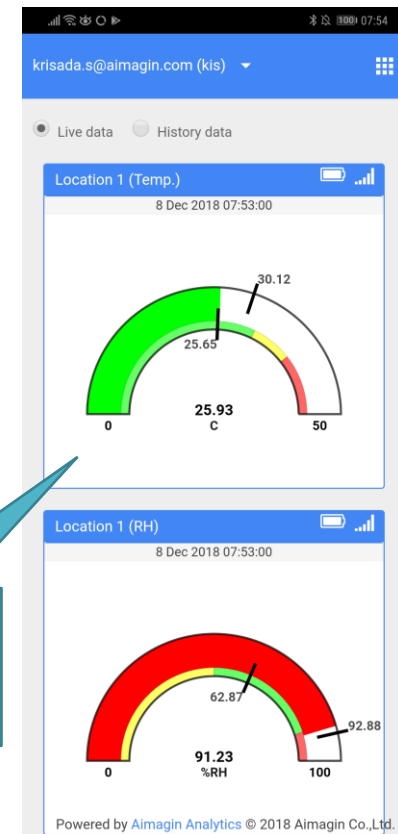 100 07:54
krisada.s@aimagin.com (kis)
Live data History data
Location 1 (Temp.)
8 Dec 2018 07:53:00
30.12
25.65
25.93
0 C 50
Location 1 (RH)
8 Dec 2018 07:53:00
62.87
92.88
91.23
0 %RH 100
Powered by Aimagin Analytics © 2018 Aimagin Co.,Ltd.